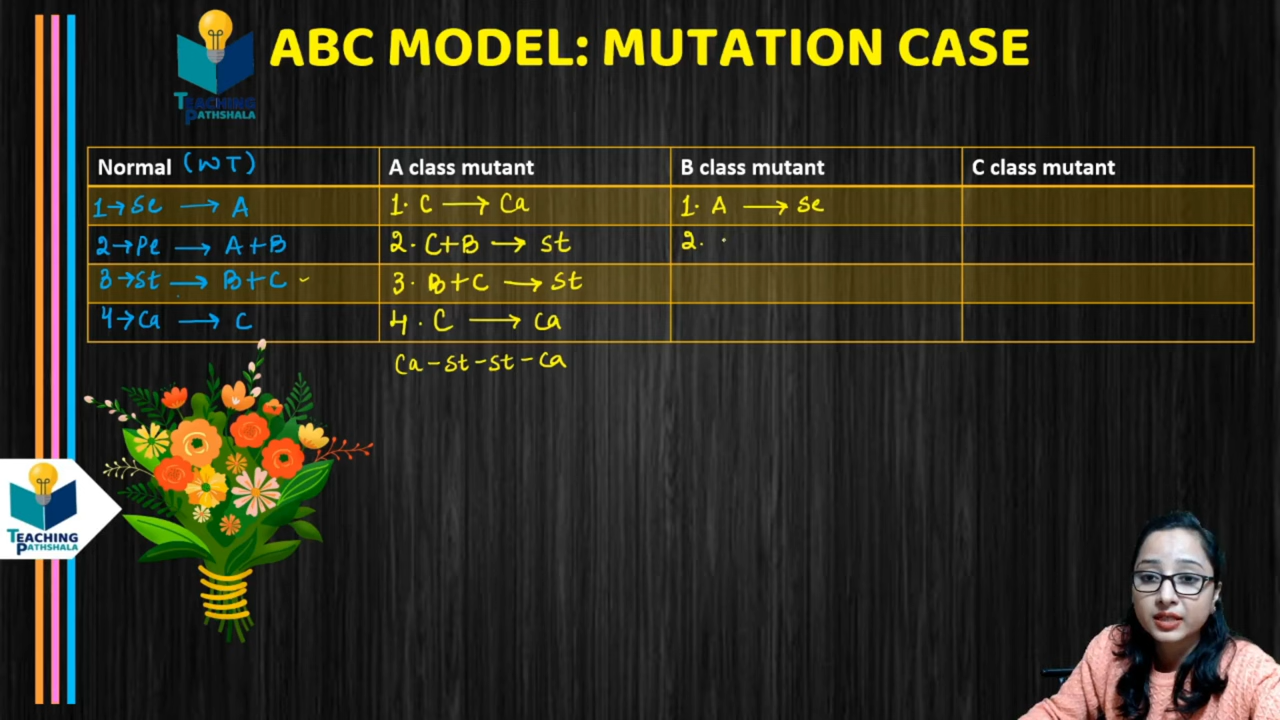 TEACHING
PATHSHALA
ABC MODEL: MUTATION CASE
Normal (WT) A class mutant B class mutant C class mutant
1→Se → A 1. C → Ca 1. A → Se
2→Pe → A+B 2. C+B → St 2.
3→St → B+C 3. B+C → St
4→Ca → C 4. C → Ca
Ca-St-St-Ca
TEACHING
PATHSHALA